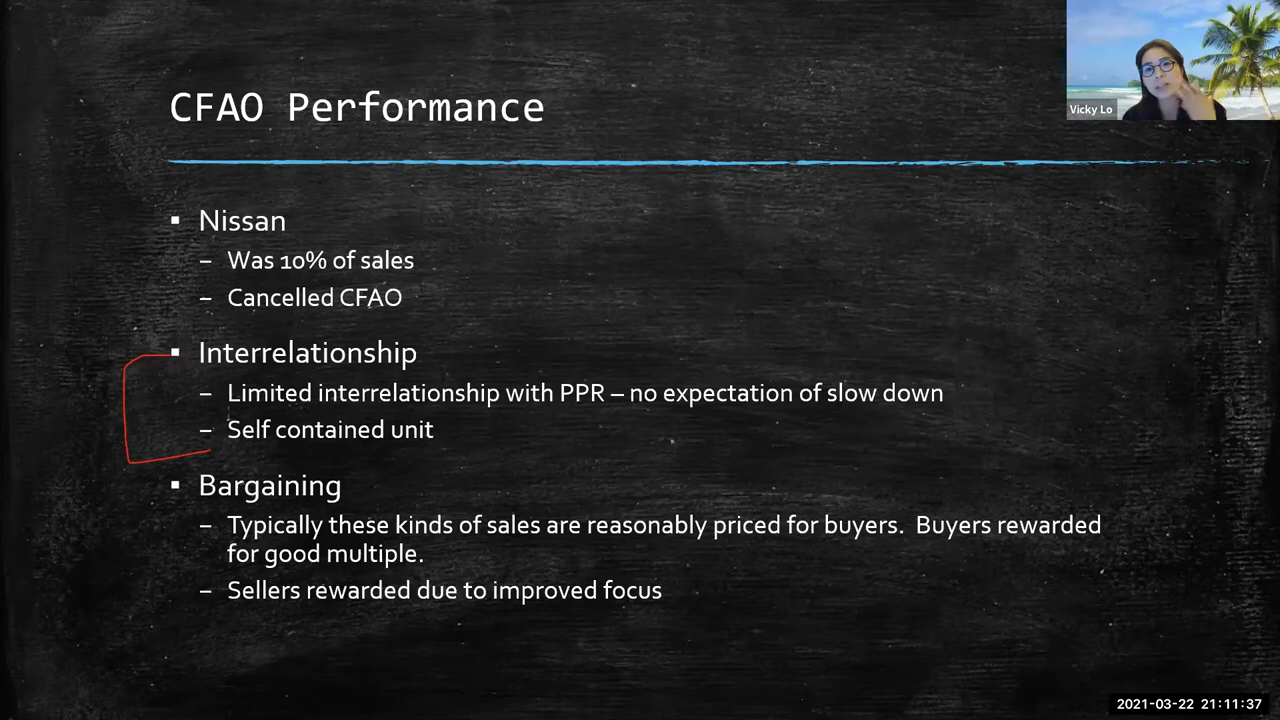 Vicky Lo
CFAO Performance
▪ Nissan
– Was 10% of sales
– Cancelled CFAO
▪ Interrelationship
– Limited interrelationship with PPR – no expectation of slow down
– Self contained unit
▪ Bargaining
– Typically these kinds of sales are reasonably priced for buyers.  Buyers rewarded
for good multiple.
– Sellers rewarded due to improved focus
2021-03-22 21:11:37